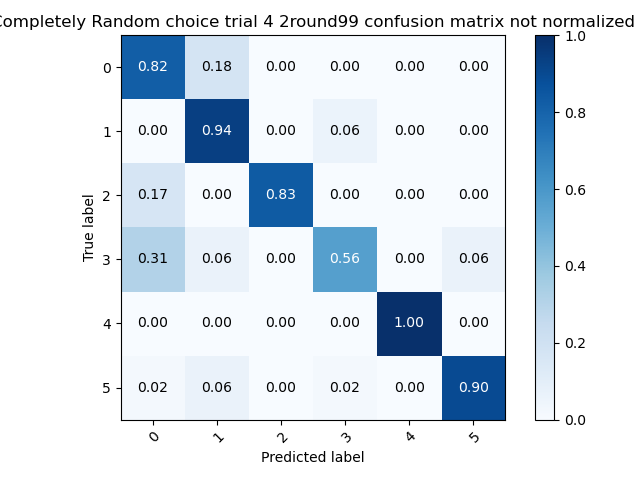 Completely Random choice trial 4 2round99 confusion matrix not normalized
0 0.82 0.18 0.00 0.00 0.00 0.00
1 0.00 0.94 0.00 0.06 0.00 0.00
2 0.17 0.00 0.83 0.00 0.00 0.00
3 0.31 0.06 0.00 0.56 0.00 0.06
4 0.00 0.00 0.00 0.00 1.00 0.00
5 0.02 0.06 0.00 0.02 0.00 0.90
0 1 2 3 4 5
True label
Predicted label
1.0
0.8
0.6
0.4
0.2
0.0